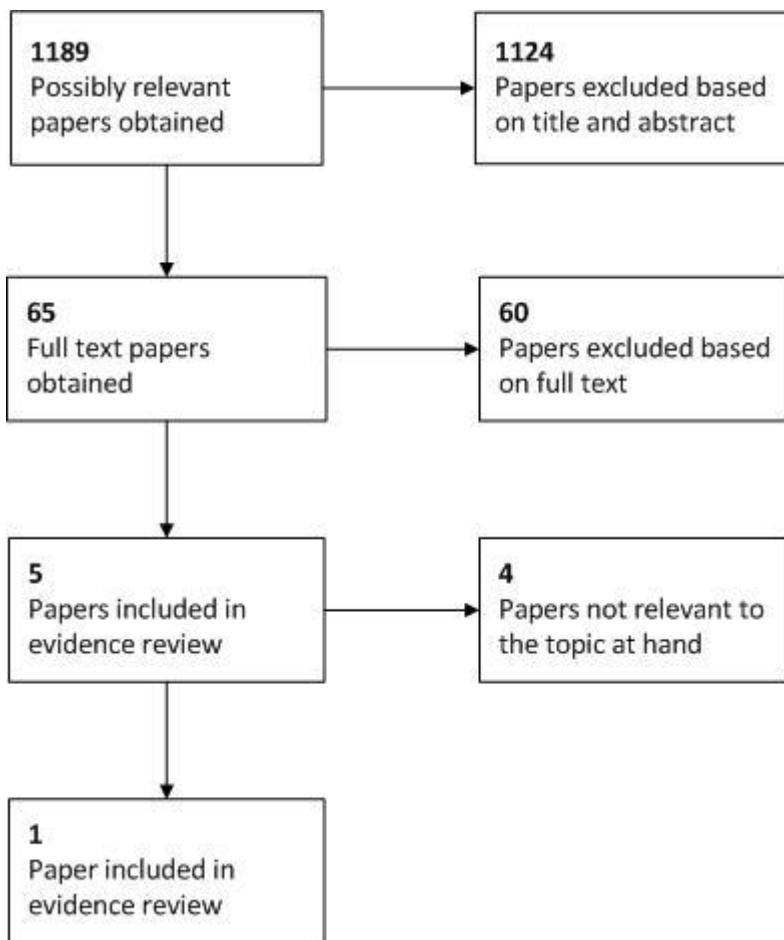 1189
Possibly relevant
papers obtained
1124
Papers excluded based
on title and abstract
65
Full text papers
obtained
60
Papers excluded based
on full text
5
Papers included in
evidence review
4
Papers not relevant to
the topic at hand
1
Paper included in
evidence review